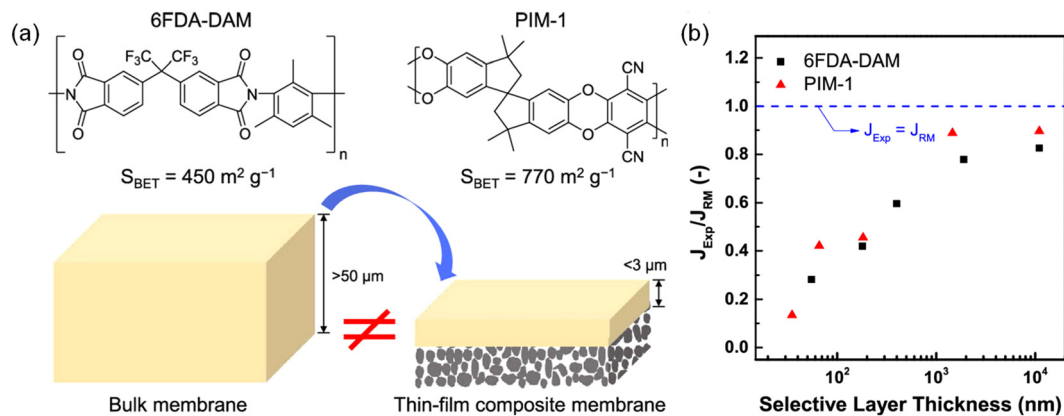 (a)
6FDA-DAM
O
F3C
CF3
O
N
N
O
O
n
SBET = 450 m² g⁻¹
PIM-1
O
O
CN
O
O
CN
n
SBET = 770 m² g⁻¹
>50 µm
<3 µm
≠
Bulk membrane
Thin-film composite membrane
(b)
JExp/JRM (-)
1.2
1.0
0.8
0.6
0.4
0.2
0.0
6FDA-DAM
PIM-1
JExp = JRM
10²
10³
10⁴
Selective Layer Thickness (nm)